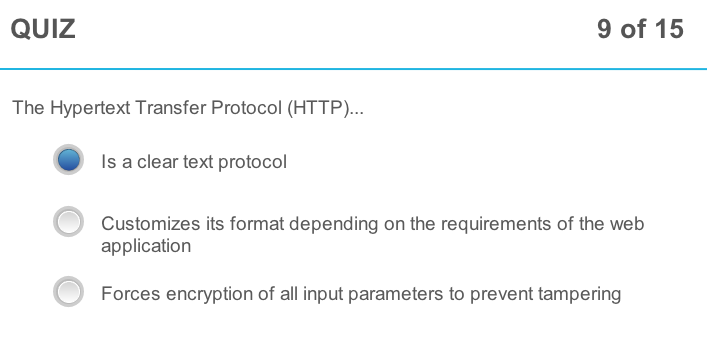 QUIZ
9 of 15
The Hypertext Transfer Protocol (HTTP)...
Is a clear text protocol
Customizes its format depending on the requirements of the web
application
Forces encryption of all input parameters to prevent tampering